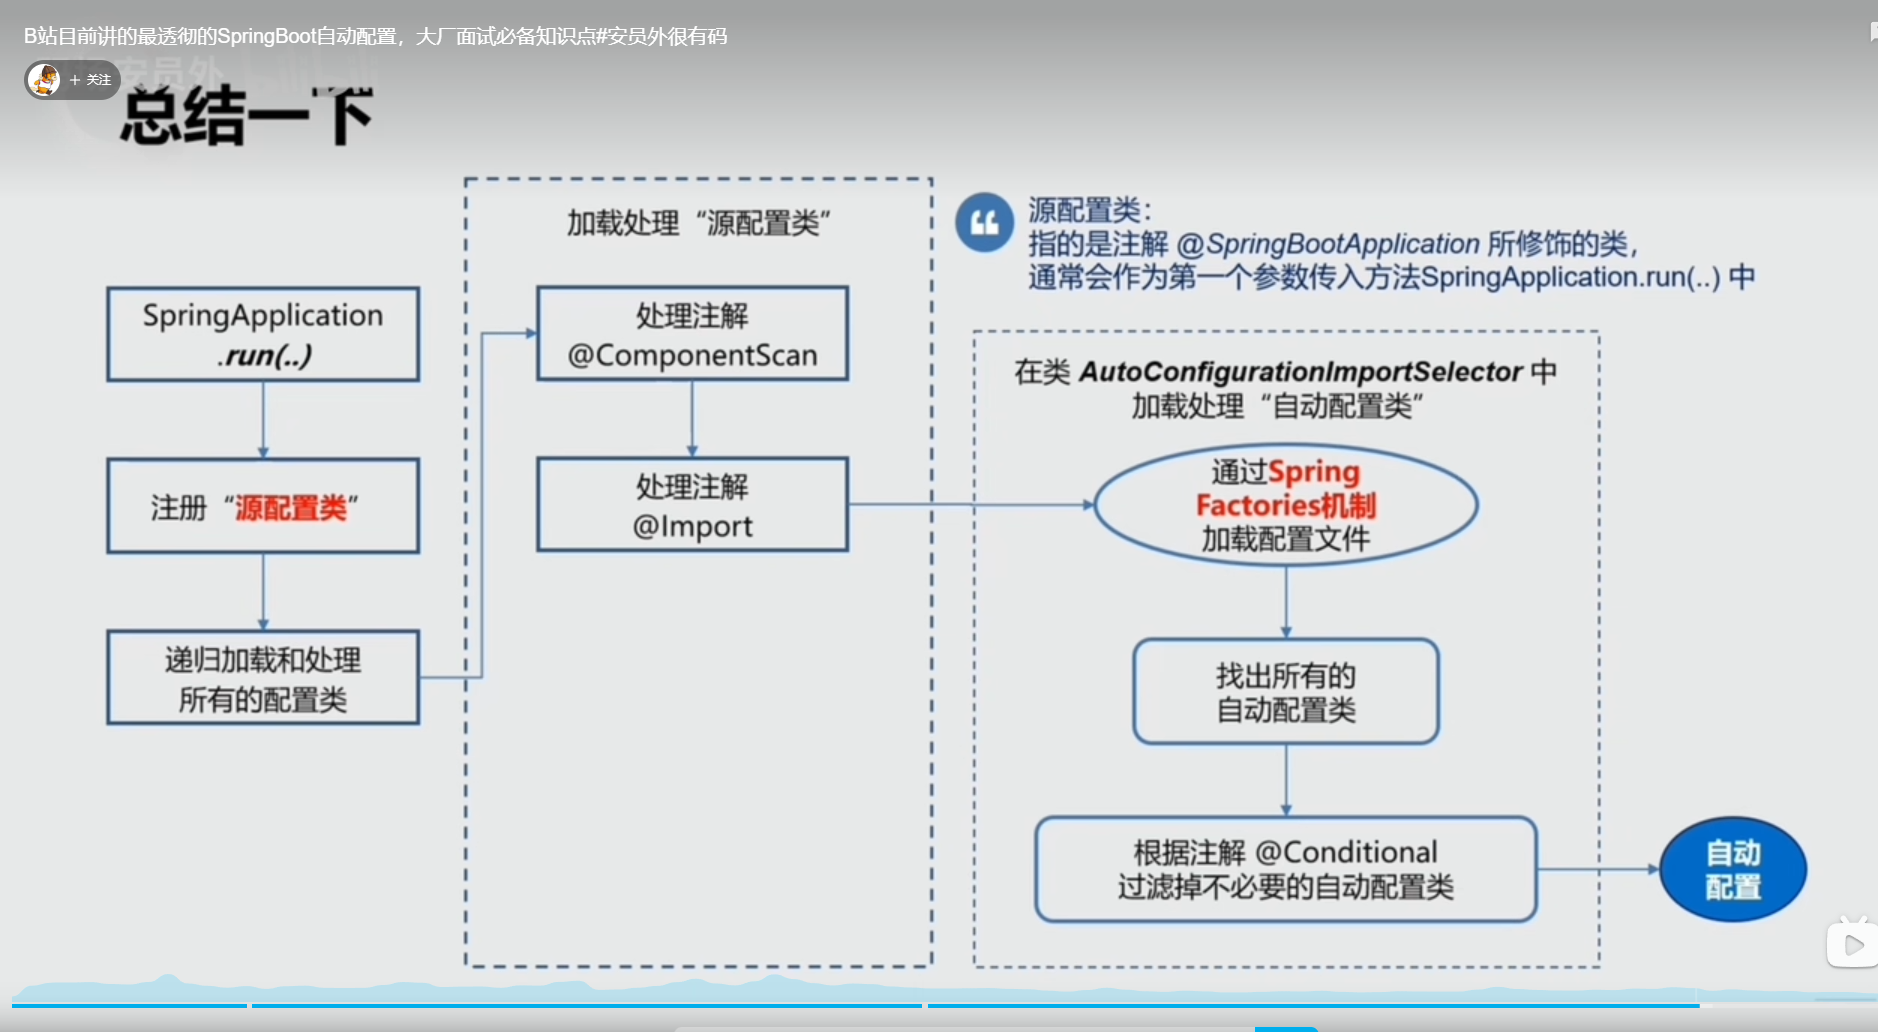 B站目前讲的最透彻的SpringBoot自动配置，大厂面试必备知识点#安员外很有码
+ 关注
安员外
总结一下
加载处理“源配置类”
源配置类：
指的是注解 @SpringBootApplication 所修饰的类，
通常会作为第一个参数传入方法SpringApplication.run(..) 中
SpringApplication
.run(..)
注册“源配置类”
递归加载和处理
所有的配置类
处理注解
@ComponentScan
处理注解
@Import
在类 AutoConfigurationImportSelector 中
加载处理“自动配置类”
通过Spring
Factories机制
加载配置文件
找出所有的
自动配置类
根据注解 @Conditional
过滤掉不必要的自动配置类
自动
配置